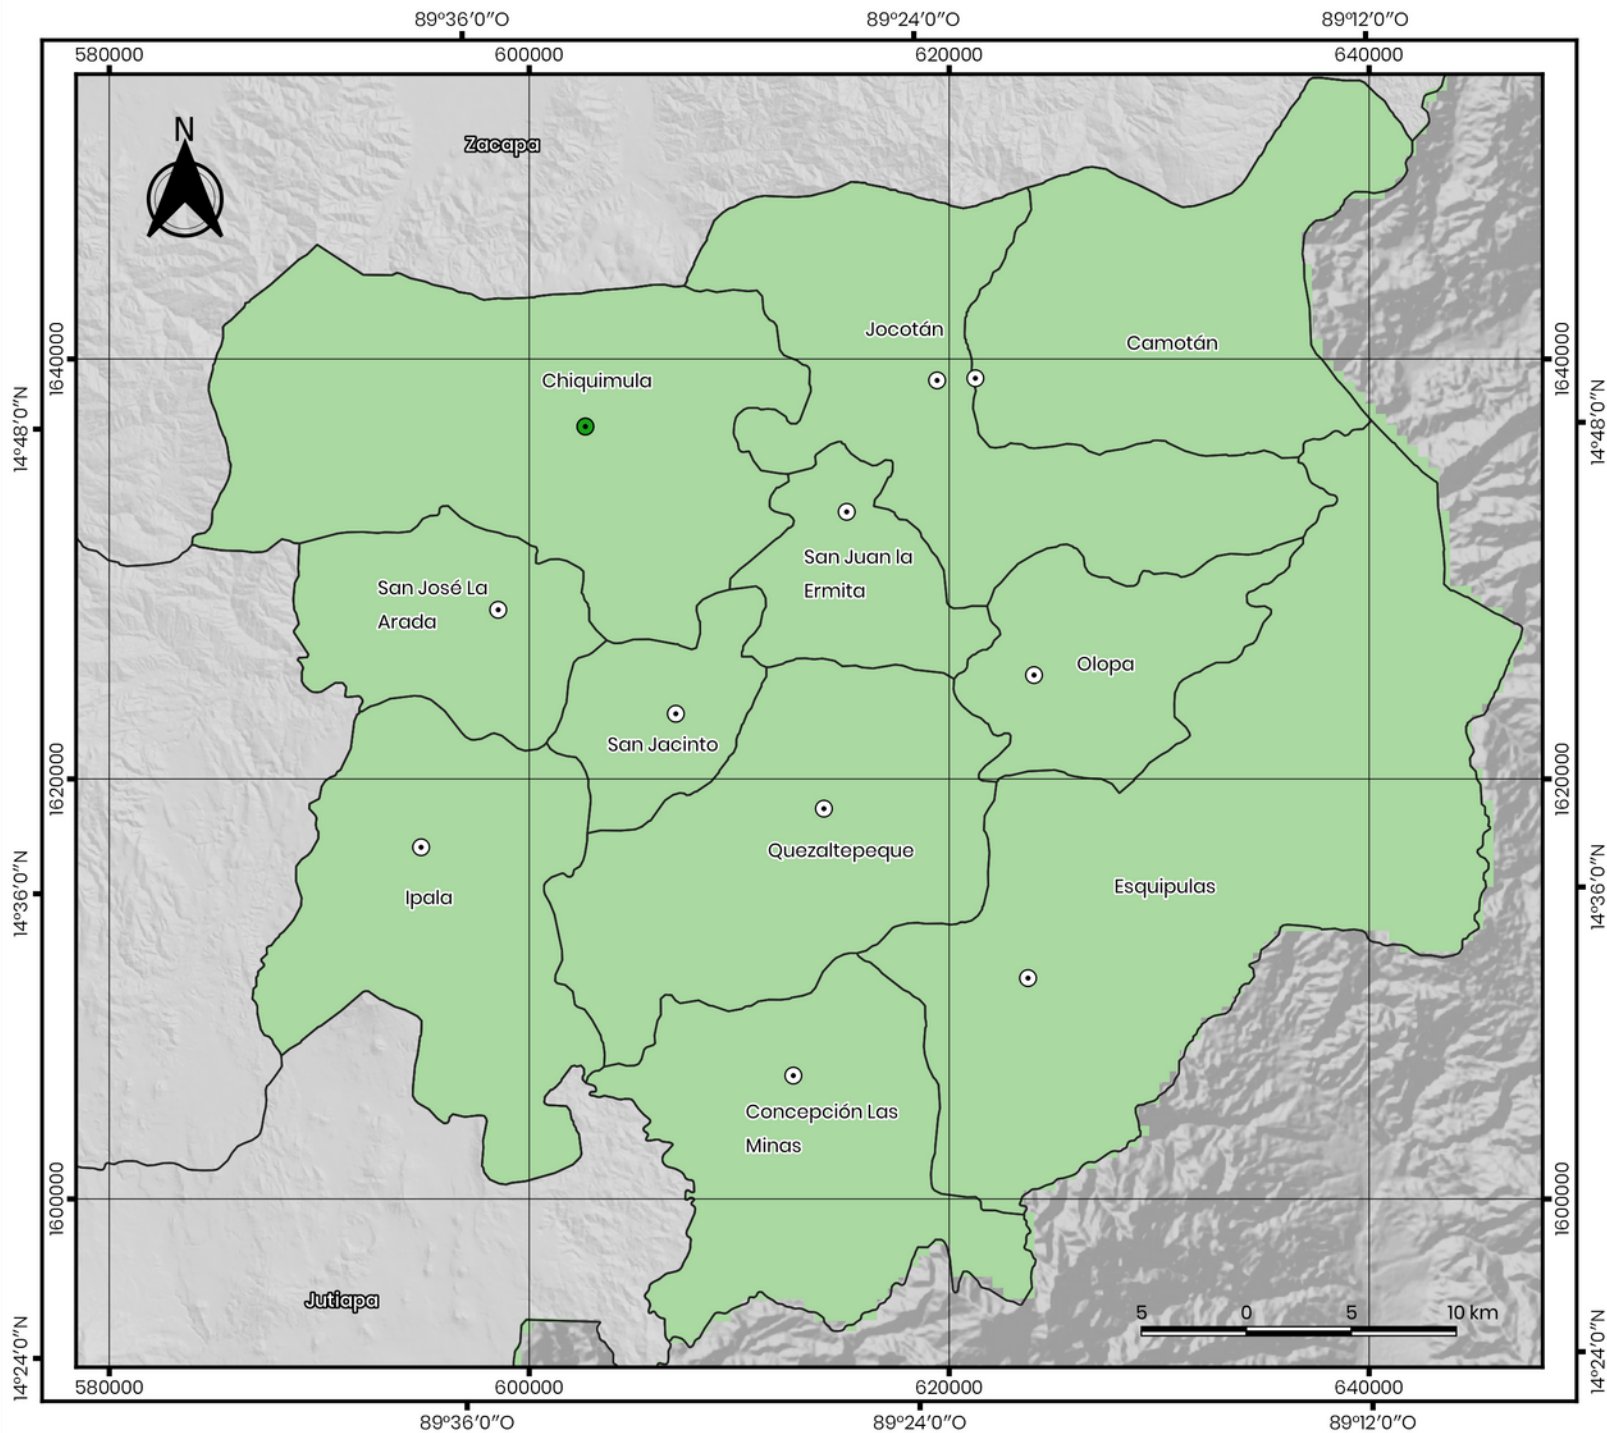 89°36'0"O 89°24'0"O 89°12'0"O
580000 600000 620000 640000
N
Zacapa
Jocotán
Camotán
1640000 1640000
Chiquimula
14°48'0"N 14°48'0"N
San Juan la
Ermita
San José La
Arada
Olopa
San Jacinto
1620000 1620000
Quezaltepeque
Esquipulas
14°36'0"N 14°36'0"N
Ipala
Concepción Las
Minas
1600000 1600000
Jutiapa
5 0 5 10 km
14°24'0"N 14°24'0"N
580000 600000 620000 640000
89°36'0"O 89°24'0"O 89°12'0"O